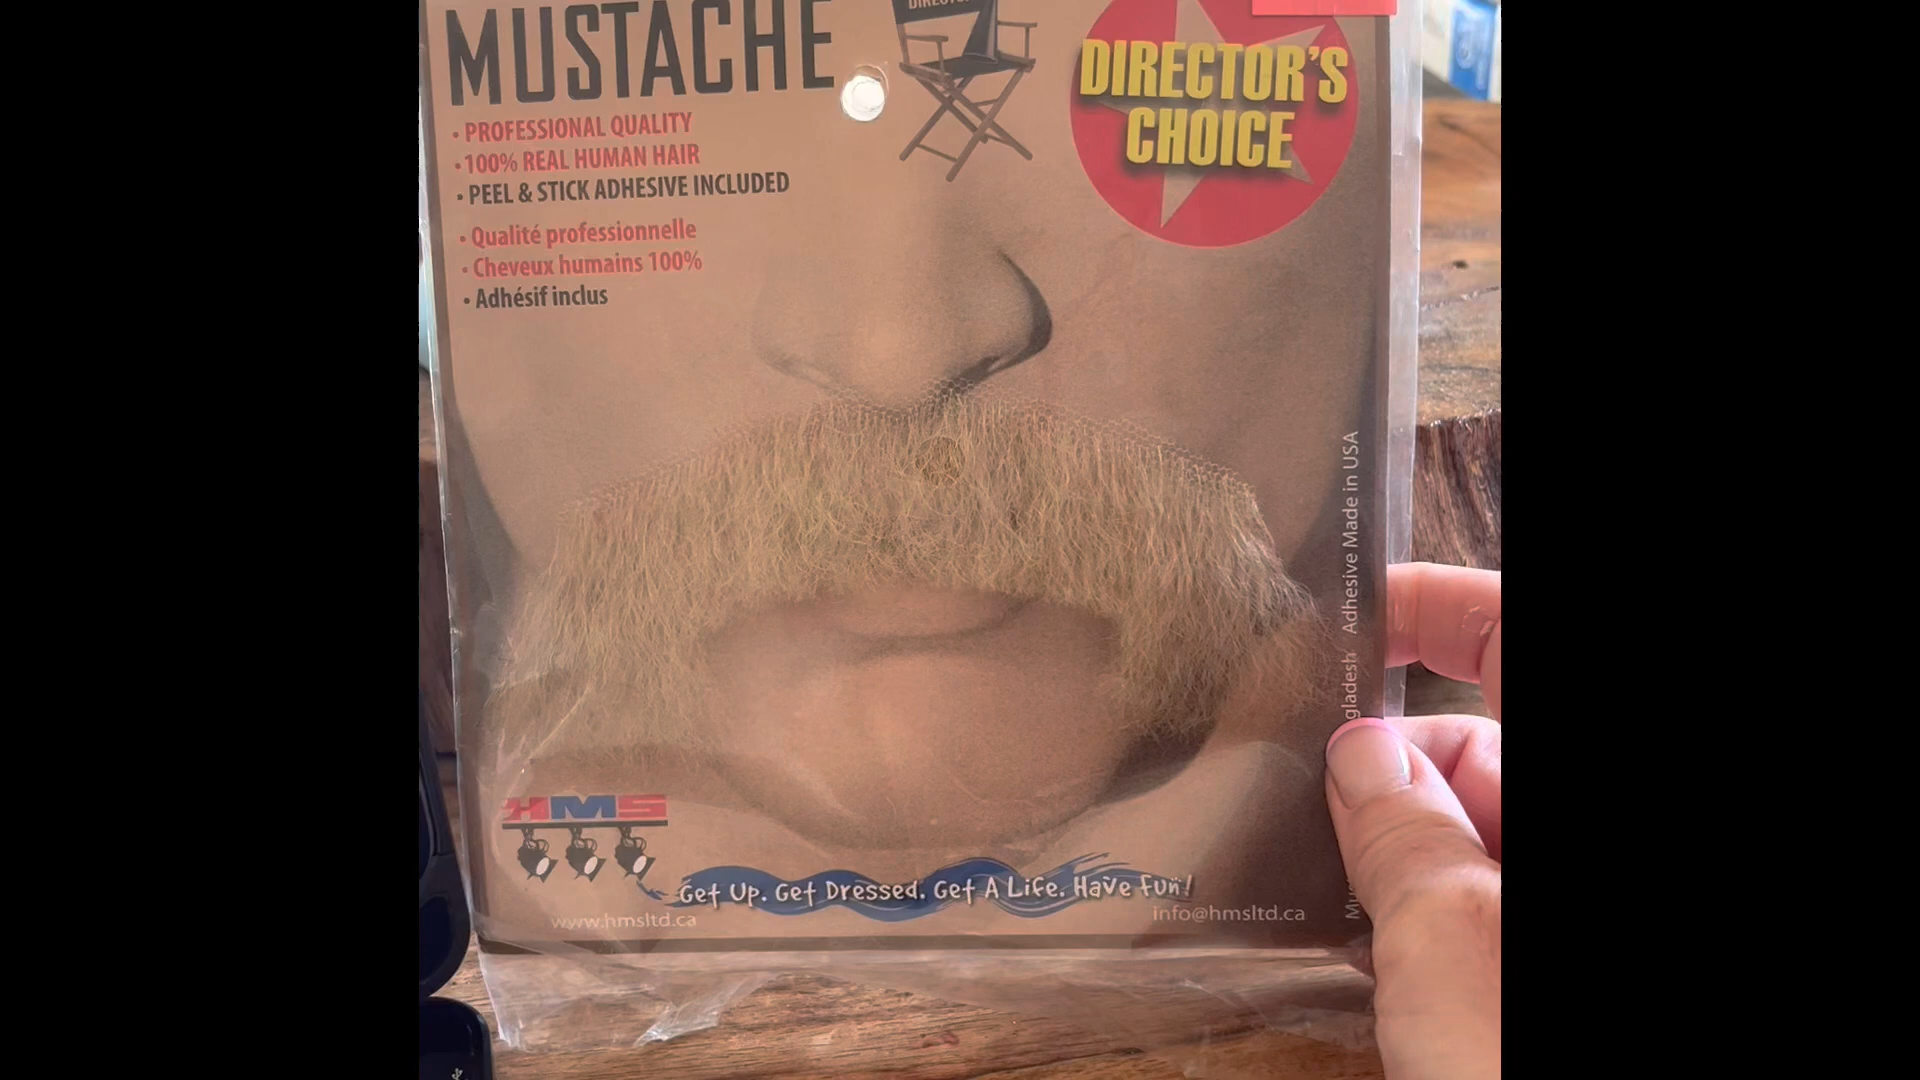 DIRECTOR
MUSTACHE
DIRECTOR'S
CHOICE
• PROFESSIONAL QUALITY
• 100% REAL HUMAN HAIR
• PEEL & STICK ADHESIVE INCLUDED
• Qualité professionnelle
• Cheveux humains 100%
• Adhésif inclus
Adhesive Made in USA
HMS
Get Up. Get Dressed. Get A Life. Have Fun!
www.hmsltd.ca
info@hmsltd.ca